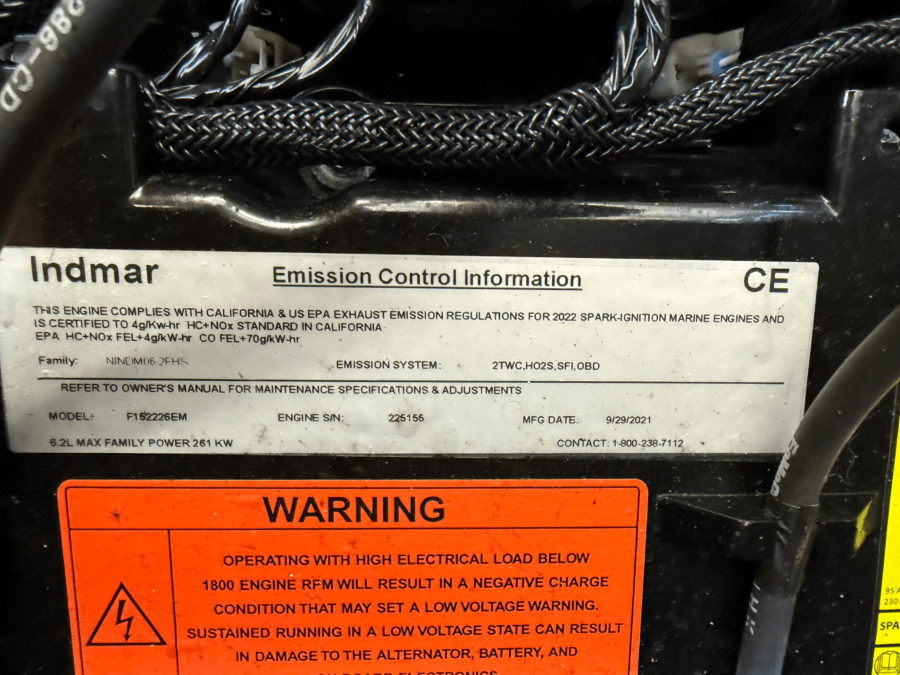 986-CD
Indmar
Emission Control Information
CE
THIS ENGINE COMPLIES WITH CALIFORNIA & US EPA EXHAUST EMISSION REGULATIONS FOR 2022 SPARK-IGNITION MARINE ENGINES AND
IS CERTIFIED TO 4g/Kw-hr HC+NOx STANDARD IN CALIFORNIA
EPA HC+NOx FEL+4g/kW-hr CO FEL+70g/kW-hr
Family: EMISSION SYSTEM: 2TWC,HO2S,SFI,OBD
REFER TO OWNER'S MANUAL FOR MAINTENANCE SPECIFICATIONS & ADJUSTMENTS
MODEL: F152226EM ENGINE S/N: 225155 MFG DATE: 9/29/2021
6.2L MAX FAMILY POWER 261 KW CONTACT: 1-800-238-7112
WARNING
OPERATING WITH HIGH ELECTRICAL LOAD BELOW
1800 ENGINE RPM WILL RESULT IN A NEGATIVE CHARGE
CONDITION THAT MAY SET A LOW VOLTAGE WARNING.
SUSTAINED RUNNING IN A LOW VOLTAGE STATE CAN RESULT
IN DAMAGE TO THE ALTERNATOR, BATTERY, AND
95
230
SPA